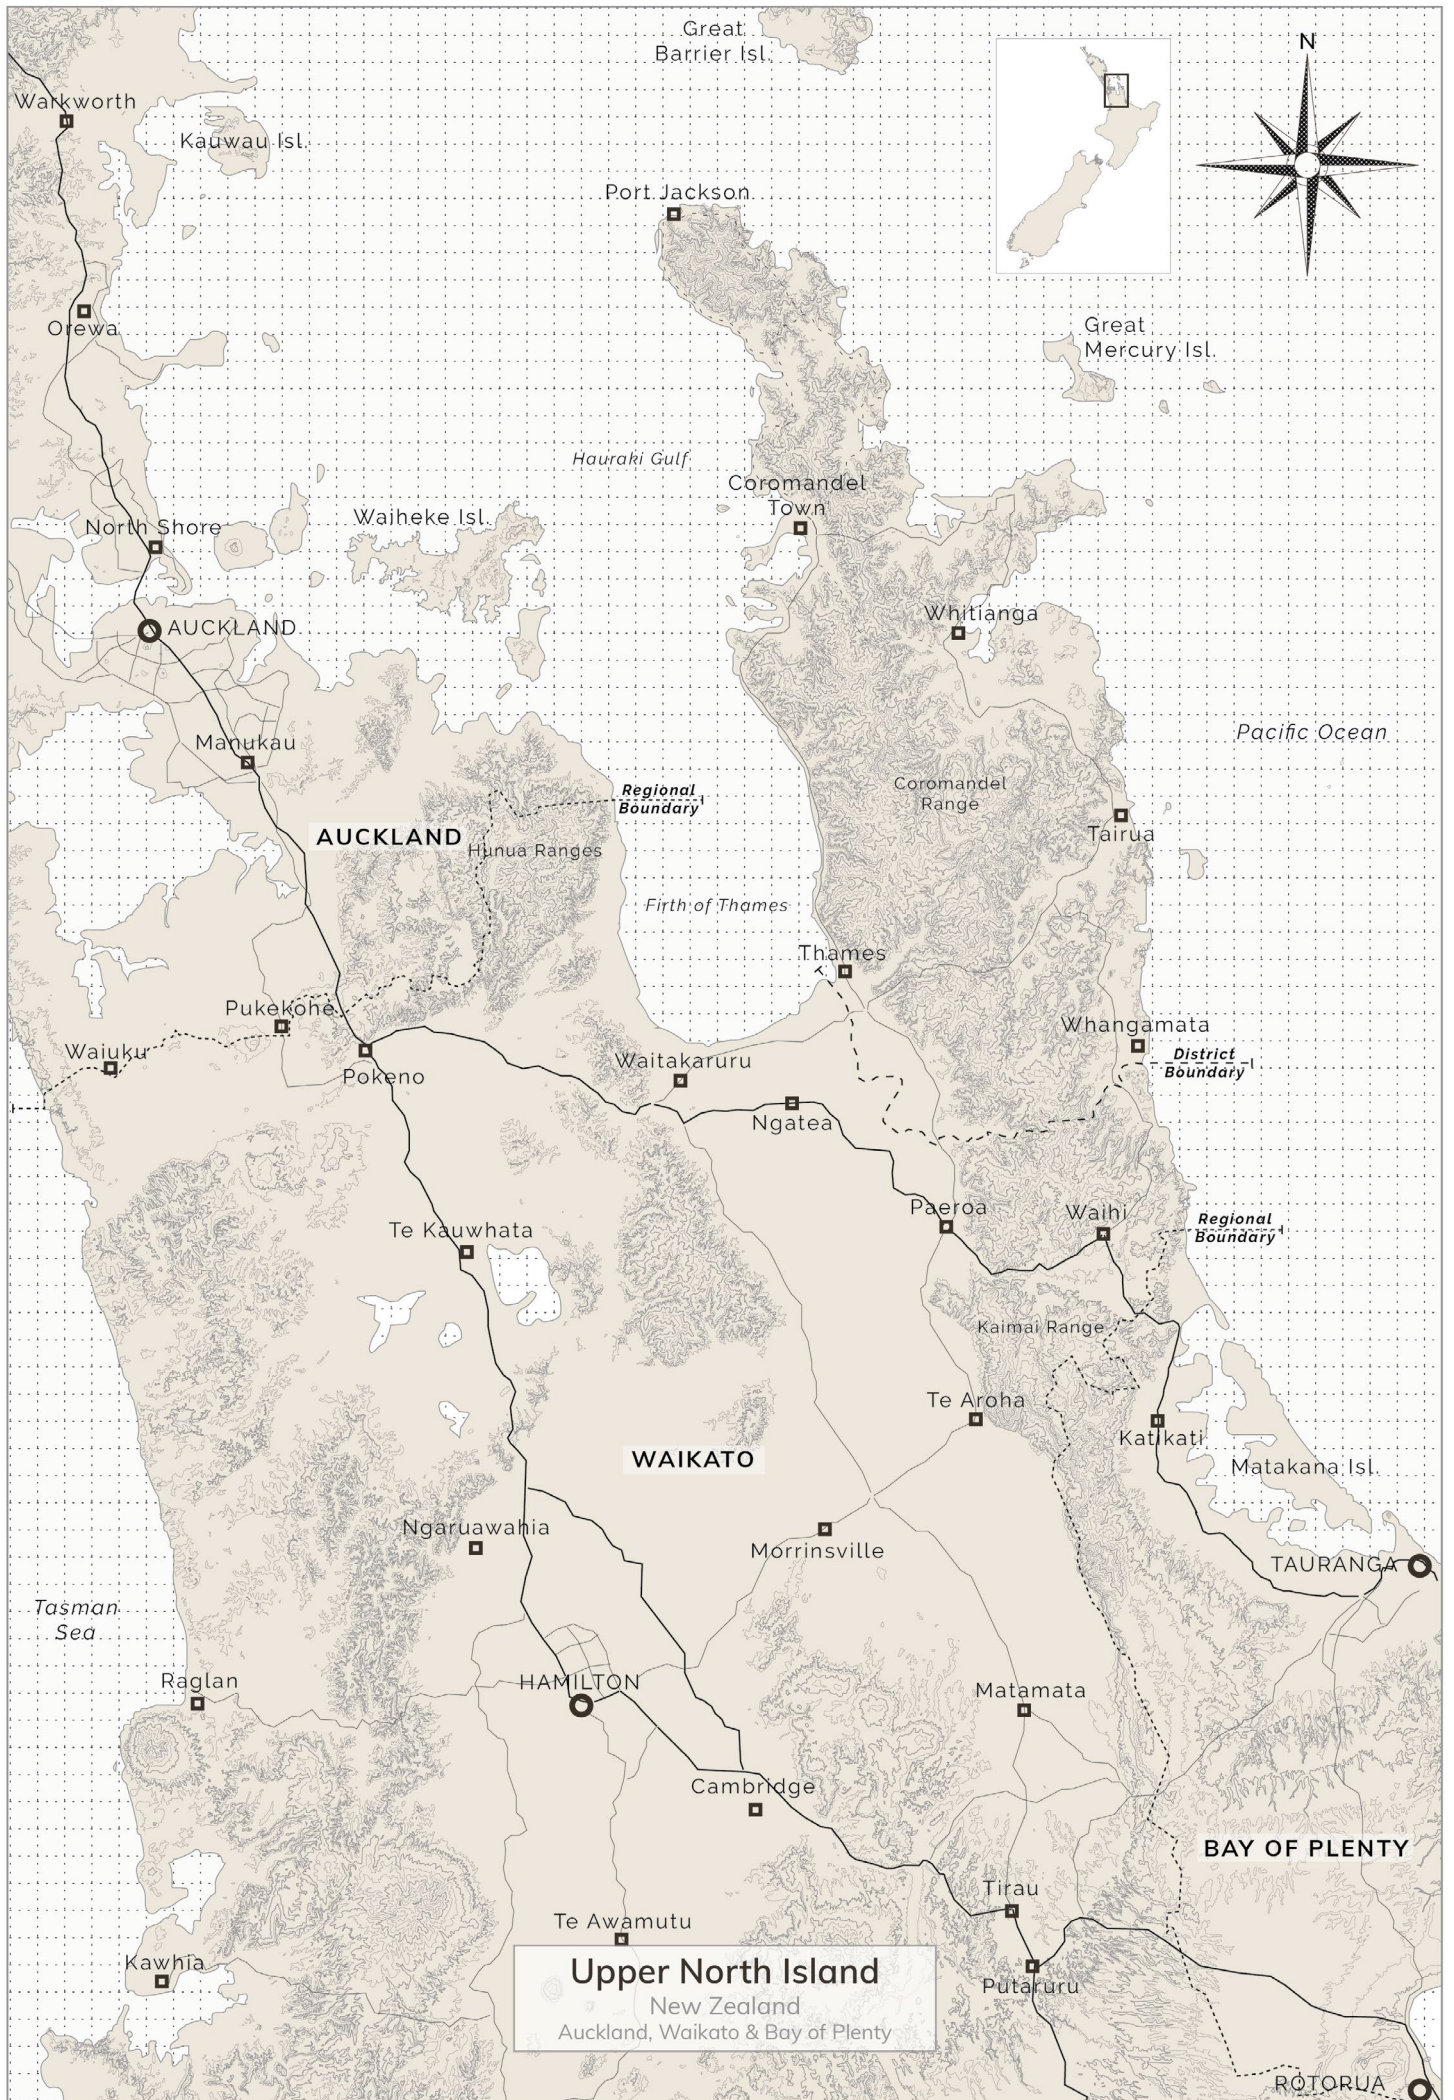 Great
Barrier Isl.
N
Warkworth
Kauwau Isl.
Port Jackson
Orewa
Great
Mercury Isl.
Hauraki Gulf
Coromandel
Town
North Shore
Waiheke Isl.
AUCKLAND
Whitianga
Manukau
Pacific Ocean
Regional
Boundary
Coromandel
Range
AUCKLAND
Hunua Ranges
Tairua
Firth of Thames
Thames
Pukekohe
Whangamata
Waiuku
Pokeno
Waitakaruru
District
Boundary
Ngatea
Te Kauwhata
Paeroa
Waihi
Regional
Boundary
Kaimai Range
Te Aroha
Katikati
WAIKATO
Matakana Isl.
Ngaruawahia
Morrinsville
TAURANGA
Tasman
Sea
Raglan
HAMILTON
Matamata
Cambridge
BAY OF PLENTY
Tirau
Te Awamutu
Kawhia
Putaruru
Upper North Island
New Zealand
Auckland, Waikato & Bay of Plenty
ROTORUA